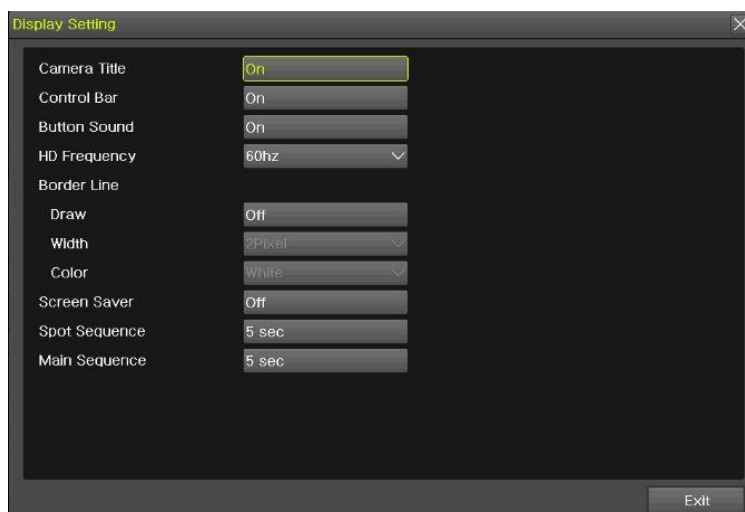 Display Setting
Camera Title On
Control Bar On
Button Sound On
HD Frequency 60hz
Border Line
Draw Off
Width 2Pixel
Color White
Screen Saver Off
Spot Sequence 5 sec
Main Sequence 5 sec
Exit